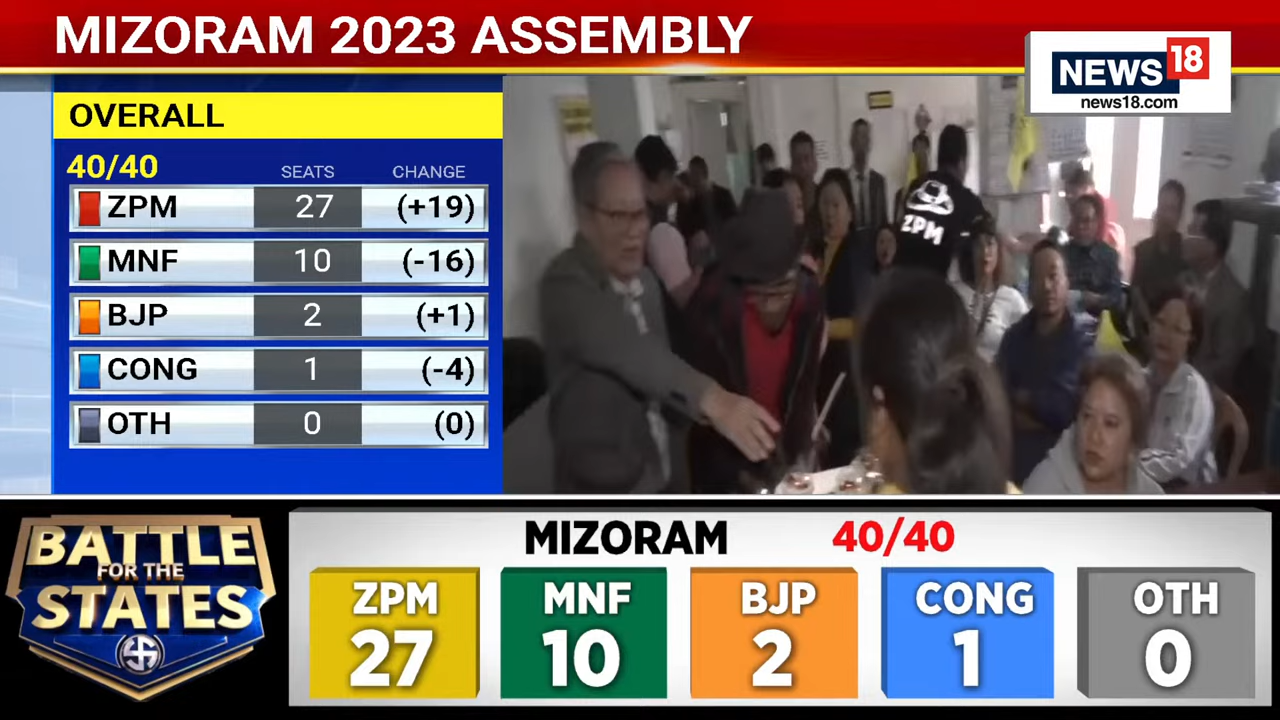 MIZORAM 2023 ASSEMBLY
NEWS 18
news18.com
OVERALL
40/40 SEATS CHANGE
ZPM 27 (+19)
MNF 10 (-16)
BJP 2 (+1)
CONG 1 (-4)
OTH 0 (0)
ZPM
BATTLE
FOR THE
STATES
MIZORAM 40/40
ZPM MNF BJP CONG OTH
27 10 2 1 0